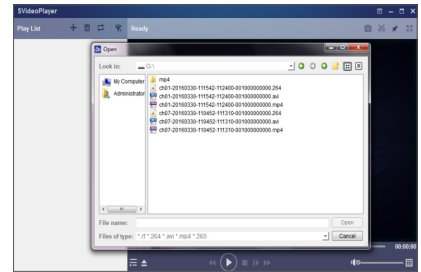 SVideoPlayer
Play List
Ready
Open
Look in: G:\
My Computer
Administrator
mp4
ch01-20160330-111542-112400-001000000000.264
ch01-20160330-111542-112400-001000000000.avi
ch01-20160330-111542-112400-001000000000.mp4
ch07-20160330-110452-111310-001000000000.264
ch07-20160330-110452-111310-001000000000.avi
ch07-20160330-110452-111310-001000000000.mp4
File name:
Open
Files of type: *.rf *.264 *.avi *.mp4 *.265
Cancel
00:00:00